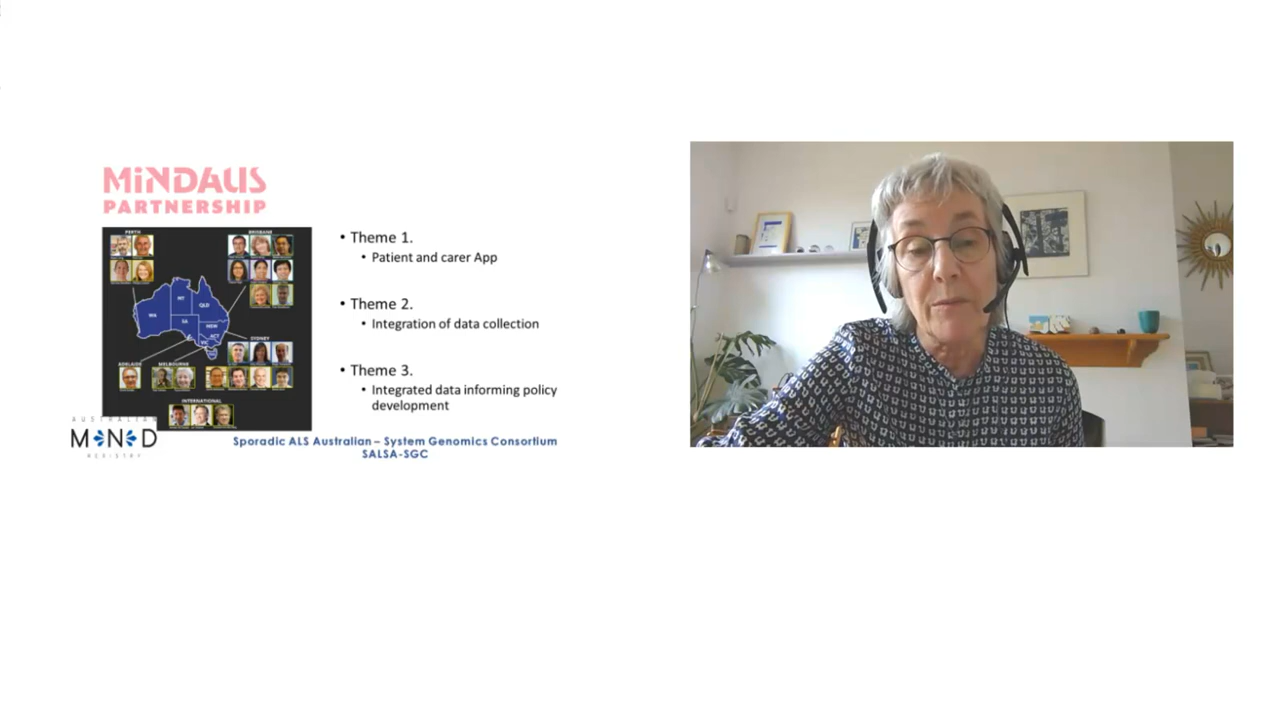 MiNDAUS
PARTNERSHIP
PERTH
BRISBANE
NT
QLD
WA
SA
NSW
ACT
VIC
SYDNEY
ADELAIDE
MELBOURNE
INTERNATIONAL
• Theme 1.
• Patient and carer App
• Theme 2.
• Integration of data collection
• Theme 3.
• Integrated data informing policy
development
AUSTRALIAN
MND
REGISTRY
Sporadic ALS Australian – System Genomics Consortium
SALSA-SGC